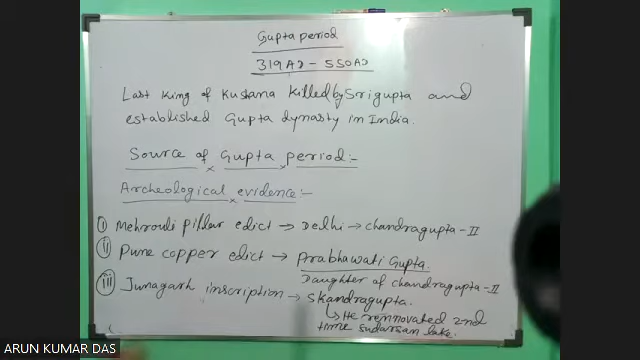 Gupta period
319AD - 550AD
Last King of Kustana killed by Srigupta and
established Gupta dynasty in India.
Source of Gupta period:-
Archeological evidence:-
(i) Mehrouli pillar edict → Delhi → chandragupta-II
(ii) Pune copper edict → Prabhawati Gupta.
Daughter of chandragupta-II
(iii) Junagarh inscription → Skandragupta.
↳ He rennovated 2nd
time sudarsan lake.
ARUN KUMAR DAS